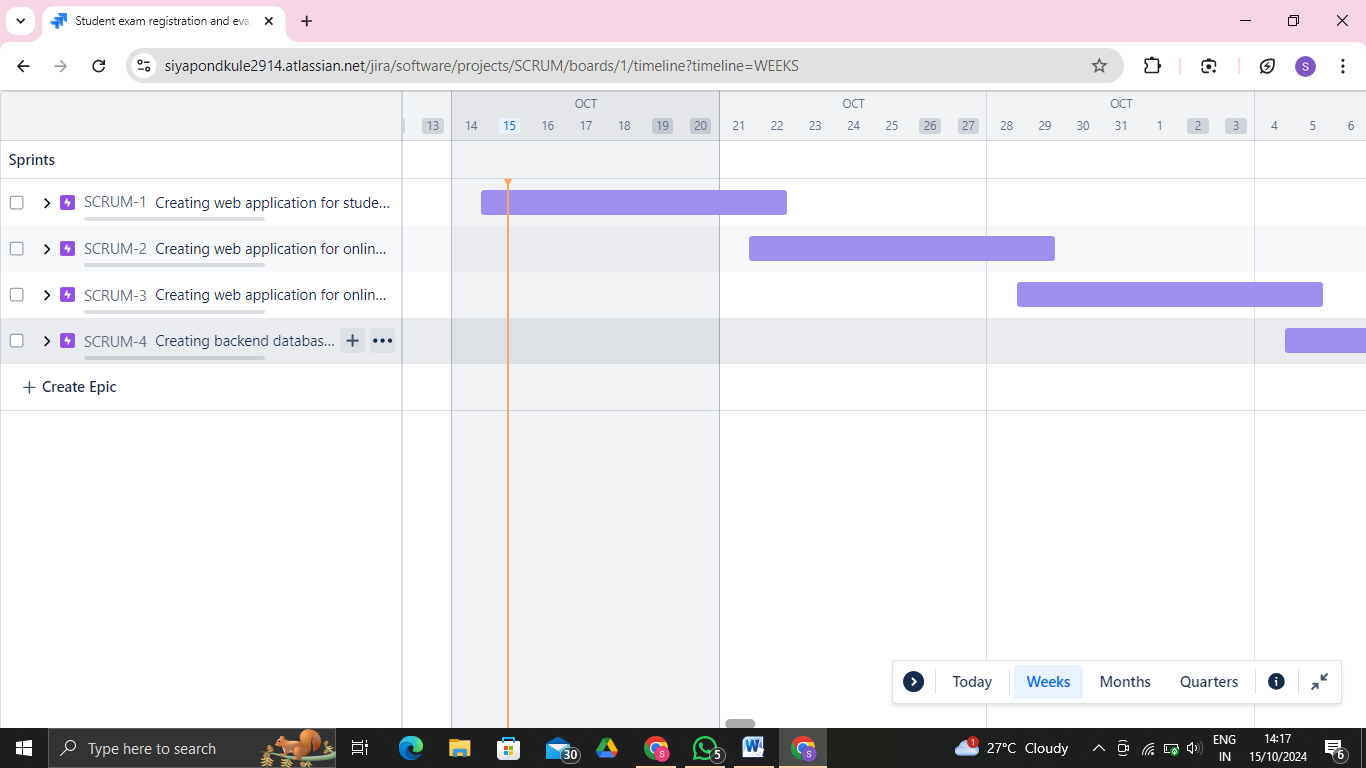 Student exam registration and eva
siyapondkule2914.atlassian.net/jira/software/projects/SCRUM/boards/1/timeline?timeline=WEEKS
S
OCT OCT OCT
13 14 15 16 17 18 19 20 21 22 23 24 25 26 27 28 29 30 31 1 2 3 4 5 6
Sprints
SCRUM-1 Creating web application for stude...
SCRUM-2 Creating web application for onlin...
SCRUM-3 Creating web application for onlin...
SCRUM-4 Creating backend databas...
+ Create Epic
Today Weeks Months Quarters
Type here to search
30
S
5
W
S
1
27°C Cloudy
ENG
IN
14:17
15/10/2024
6